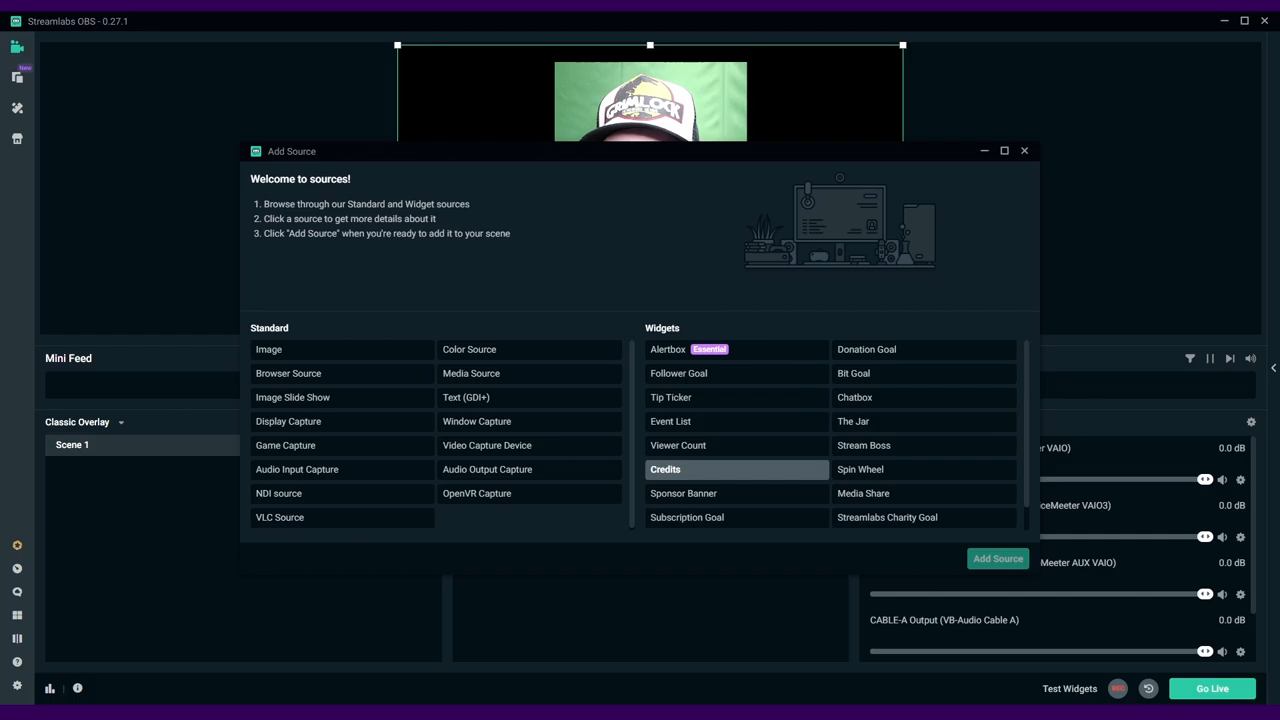 Streamlabs OBS - 0.27.1
New
GRIMLOCK
Add Source
Welcome to sources!
1. Browse through our Standard and Widget sources
2. Click a source to get more details about it
3. Click "Add Source" when you're ready to add it to your scene
Standard
Image
Color Source
Browser Source
Media Source
Image Slide Show
Text (GDI+)
Display Capture
Window Capture
Game Capture
Video Capture Device
Audio Input Capture
Audio Output Capture
NDI source
OpenVR Capture
VLC Source
Widgets
Alertbox Essential
Donation Goal
Follower Goal
Bit Goal
Tip Ticker
Chatbox
Event List
The Jar
Viewer Count
Stream Boss
Credits
Spin Wheel
Sponsor Banner
Media Share
Subscription Goal
Streamlabs Charity Goal
Add Source
Mini Feed
Classic Overlay
Scene 1
VAIO)
0.0 dB
ceMeeter VAIO3)
0.0 dB
Meeter AUX VAIO)
0.0 dB
CABLE-A Output (VB-Audio Cable A)
0.0 dB
Test Widgets
REC
Go Live